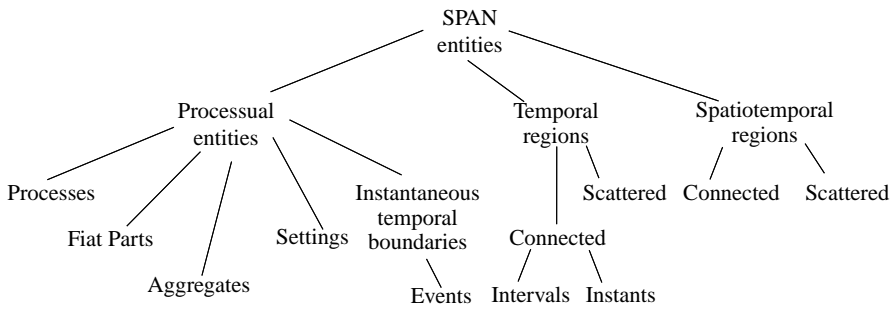 SPAN
entities
Processual
entities
Temporal
regions
Spatiotemporal
regions
Processes
Fiat Parts
Aggregates
Settings
Instantaneous
temporal
boundaries
Events
Connected
Scattered
Intervals
Instants
Connected
Scattered